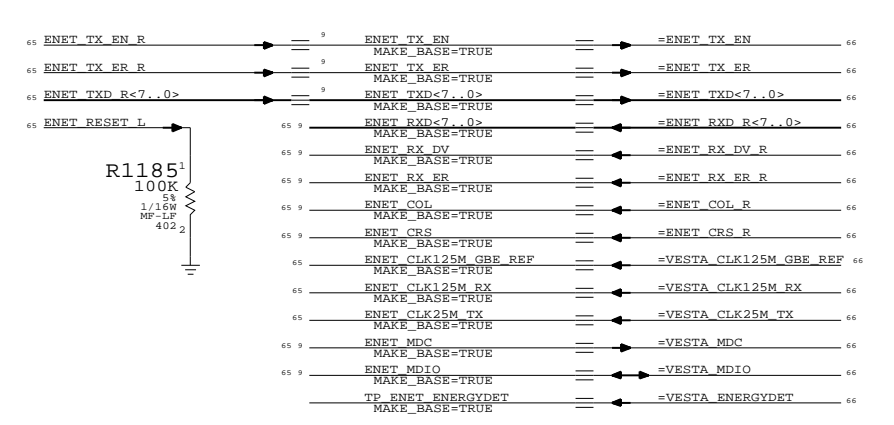 65 ENET_TX_EN_R 9 ENET_TX_EN =ENET_TX_EN 66
MAKE_BASE=TRUE
65 ENET_TX_ER_R 9 ENET_TX_ER =ENET_TX_ER 66
MAKE_BASE=TRUE
65 ENET_TXD_R<7..0> 9 ENET_TXD<7..0> =ENET_TXD<7..0> 66
MAKE_BASE=TRUE
65 ENET_RESET_L 65 9 ENET_RXD<7..0> =ENET_RXD_R<7..0> 66
MAKE_BASE=TRUE
65 9 ENET_RX_DV =ENET_RX_DV_R 66
MAKE_BASE=TRUE
R1185 1
100K
5%
1/16W
MF-LF
402 2
65 9 ENET_RX_ER =ENET_RX_ER_R 66
MAKE_BASE=TRUE
65 9 ENET_COL =ENET_COL_R 66
MAKE_BASE=TRUE
65 9 ENET_CRS =ENET_CRS_R 66
MAKE_BASE=TRUE
65 ENET_CLK125M_GBE_REF =VESTA_CLK125M_GBE_REF 66
MAKE_BASE=TRUE
65 ENET_CLK125M_RX =VESTA_CLK125M_RX 66
MAKE_BASE=TRUE
65 ENET_CLK25M_TX =VESTA_CLK25M_TX 66
MAKE_BASE=TRUE
65 9 ENET_MDC =VESTA_MDC 66
MAKE_BASE=TRUE
65 9 ENET_MDIO =VESTA_MDIO 66
MAKE_BASE=TRUE
TP_ENET_ENERGYDET =VESTA_ENERGYDET 66
MAKE_BASE=TRUE